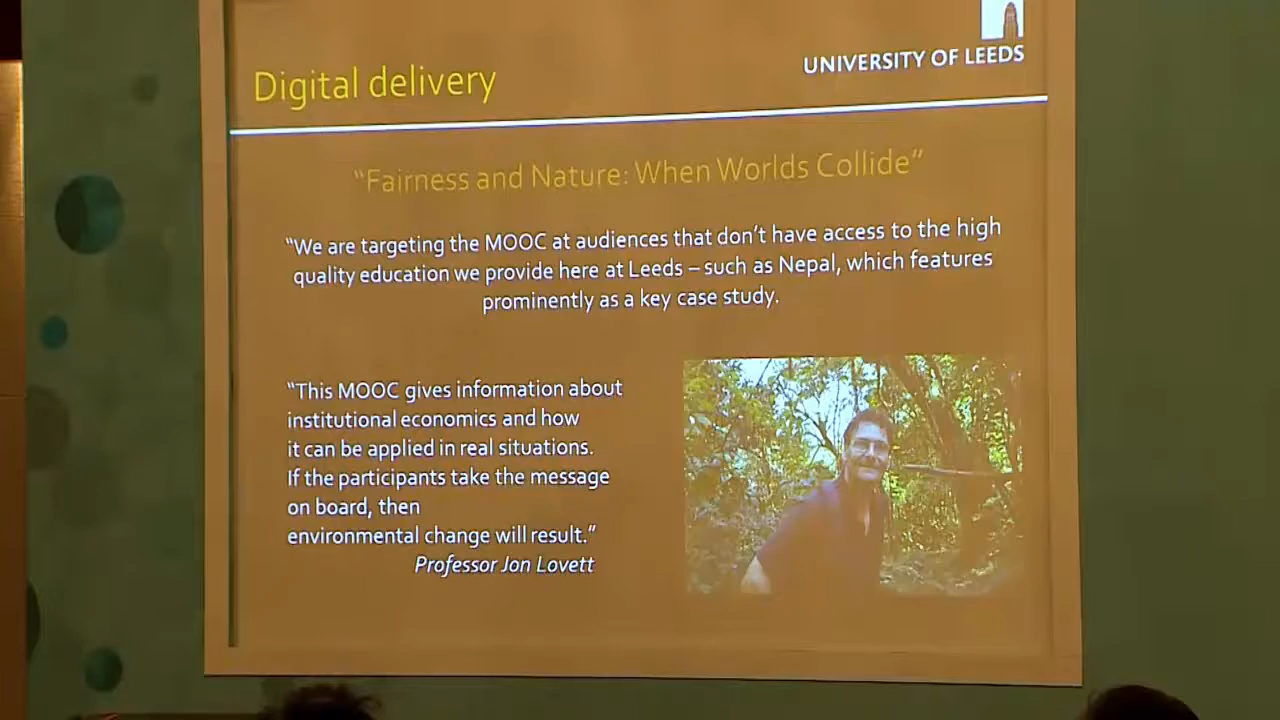 UNIVERSITY OF LEEDS
Digital delivery
“Fairness and Nature: When Worlds Collide”
“We are targeting the MOOC at audiences that don’t have access to the high
quality education we provide here at Leeds – such as Nepal, which features
prominently as a key case study.
“This MOOC gives information about
institutional economics and how
it can be applied in real situations.
If the participants take the message
on board, then
environmental change will result.”
Professor Jon Lovett